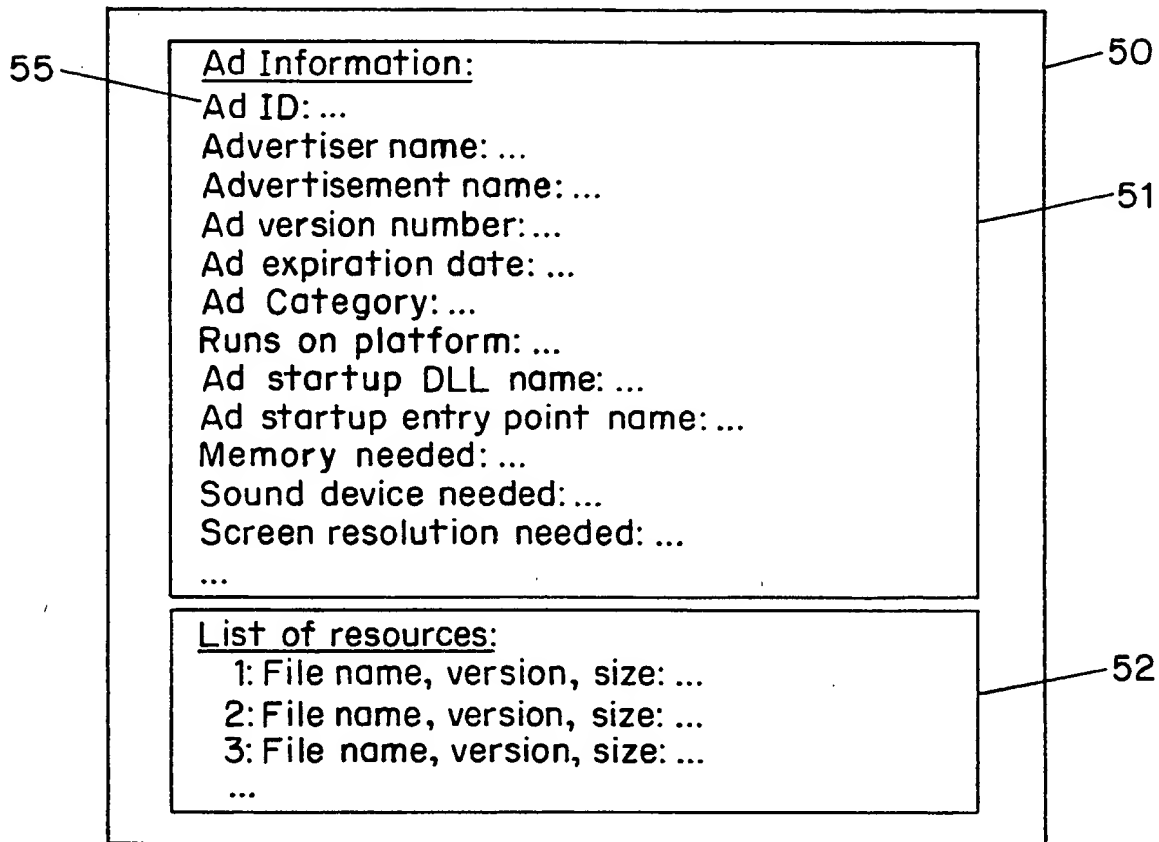 Ad Information:
55
50
Ad ID: ...
Advertiser name: ...
Advertisement name: ...
51
Ad version number: ...
Ad expiration date: ...
Ad Category: ...
Runs on platform: ...
Ad startup DLL name: ...
Ad startup entry point name: ...
Memory needed: ...
Sound device needed: ...
Screen resolution needed: ...
...
List of resources:
1: File name, version, size: ...
52
2: File name, version, size: ...
3: File name, version, size: ...
...